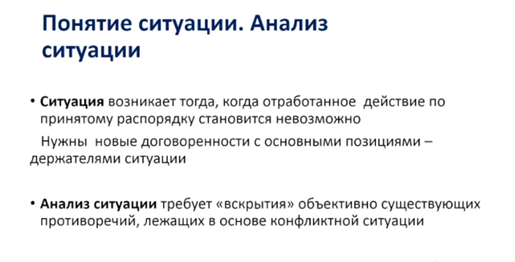 Понятие ситуации. Анализ
ситуации
• Ситуация возникает тогда, когда отработанное действие по
принятому распорядку становится невозможно
Нужны новые договоренности с основными позициями –
держателями ситуации
• Анализ ситуации требует «вскрытия» объективно существующих
противоречий, лежащих в основе конфликтной ситуации